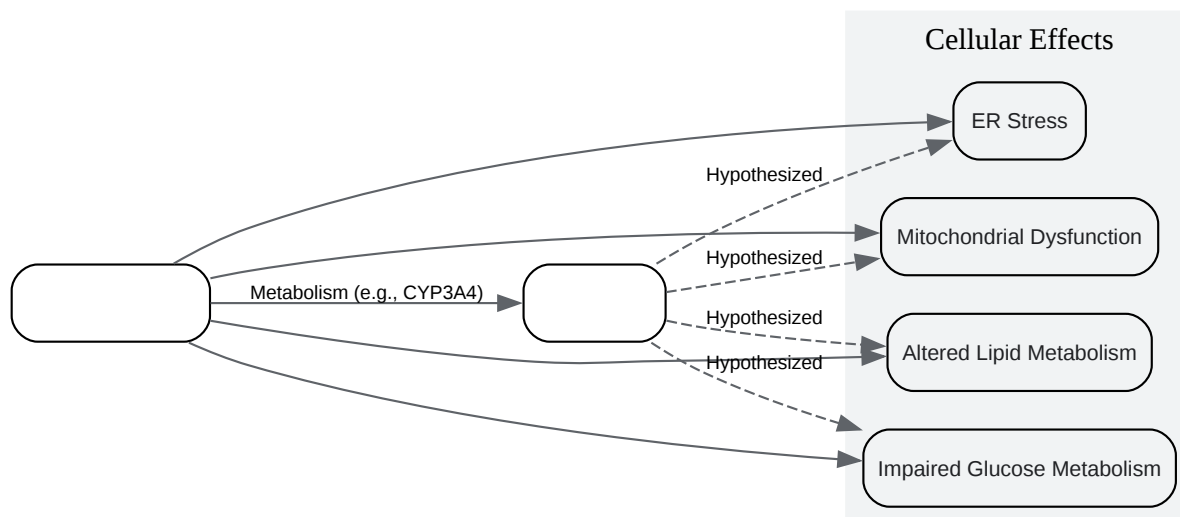 Cellular Effects
ER Stress
Hypothesized
Mitochondrial Dysfunction
Hypothesized
Metabolism (e.g., CYP3A4)
Hypothesized
Altered Lipid Metabolism
Hypothesized
Impaired Glucose Metabolism